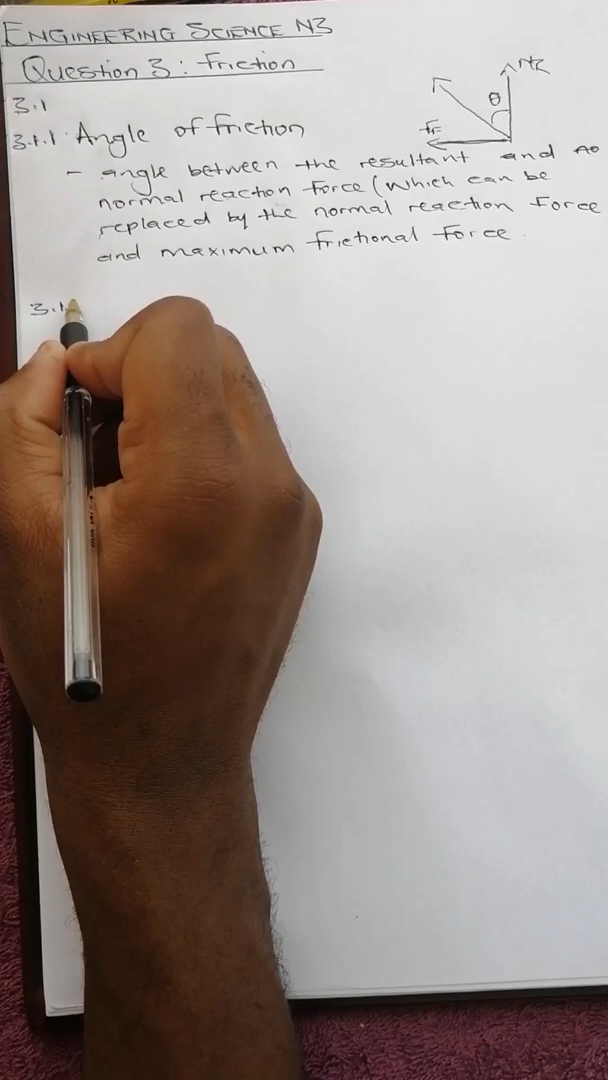 ENGINEERING SCIENCE N3
Question 3: Friction
3.1
3.1.1 Angle of friction
NR
θ
Fr
- angle between the resultant and
normal reaction force (which can be
replaced by the normal reaction force
and maximum frictional force.
3.1